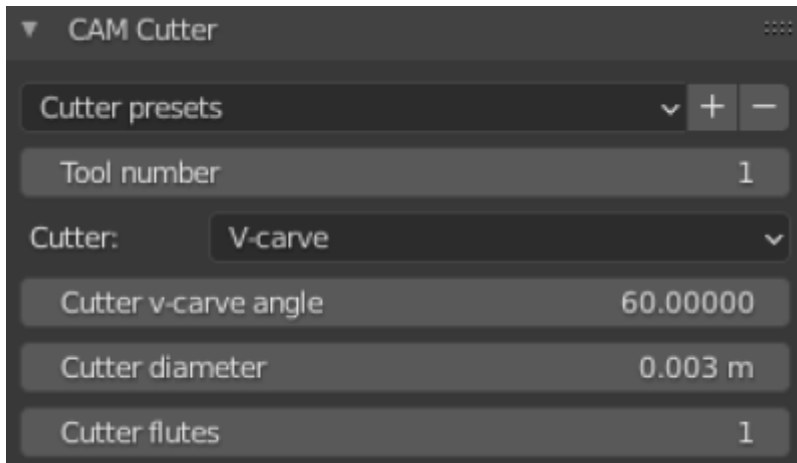 CAM Cutter
Cutter presets
Tool number 1
Cutter: V-carve
Cutter v-carve angle 60.00000
Cutter diameter 0.003 m
Cutter flutes 1